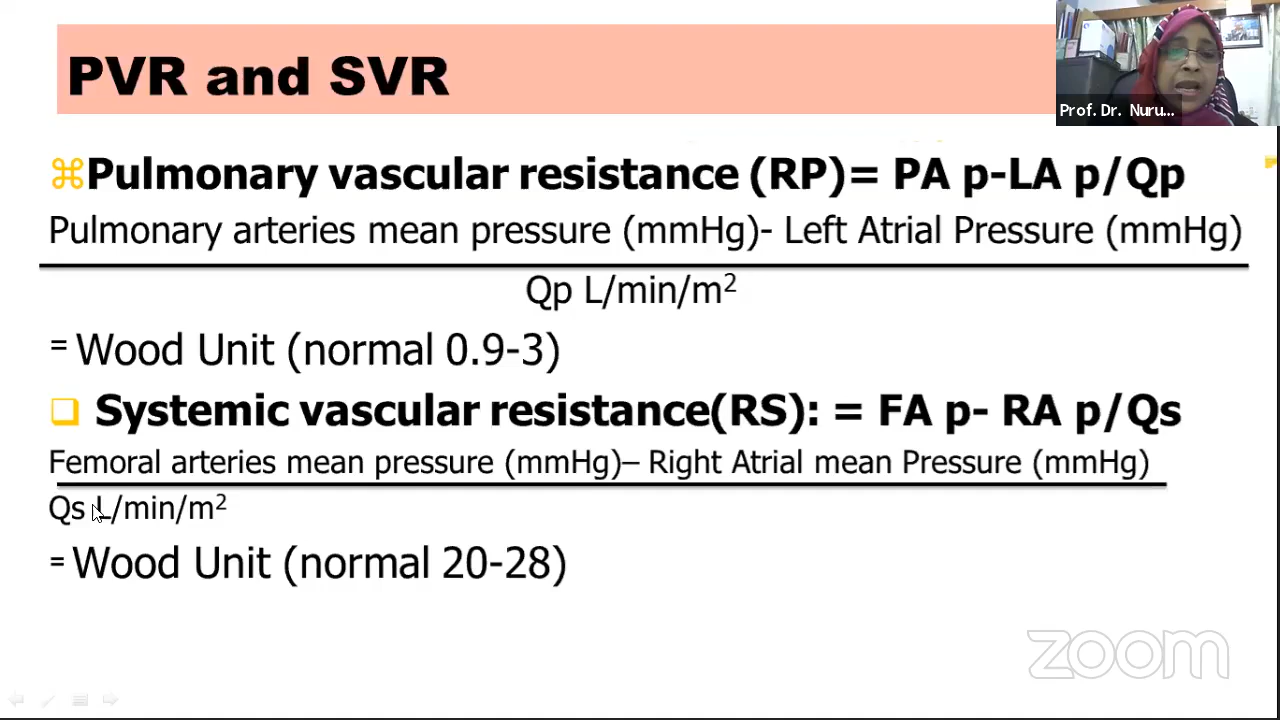 PVR and SVR
Prof. Dr. Nuru...
⌘Pulmonary vascular resistance (RP)= PA p-LA p/Qp
Pulmonary arteries mean pressure (mmHg)- Left Atrial Pressure (mmHg)
Qp L/min/m²
= Wood Unit (normal 0.9-3)
❑ Systemic vascular resistance(RS): = FA p- RA p/Qs
Femoral arteries mean pressure (mmHg)– Right Atrial mean Pressure (mmHg)
Qs L/min/m²
= Wood Unit (normal 20-28)
zoom